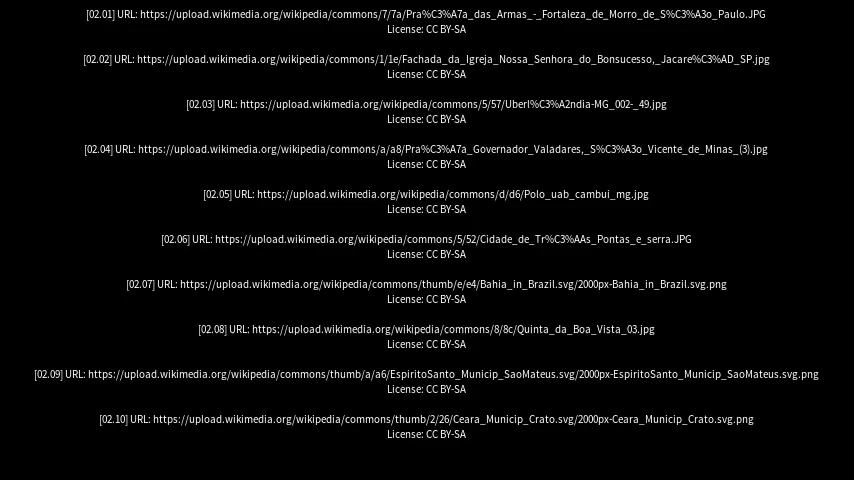 [02.01] URL: https://upload.wikimedia.org/wikipedia/commons/7/7a/Pra%C3%A7a_das_Armas_-_Fortaleza_de_Morro_de_S%C3%A3o_Paulo.JPG
License: CC BY-SA
[02.02] URL: https://upload.wikimedia.org/wikipedia/commons/1/1e/Fachada_da_Igreja_Nossa_Senhora_do_Bonsucesso,_Jacare%C3%AD_SP.jpg
License: CC BY-SA
[02.03] URL: https://upload.wikimedia.org/wikipedia/commons/5/57/Uberl%C3%A2ndia-MG_002-_49.jpg
License: CC BY-SA
[02.04] URL: https://upload.wikimedia.org/wikipedia/commons/a/a8/Pra%C3%A7a_Governador_Valadares,_S%C3%A3o_Vicente_de_Minas_(3).jpg
License: CC BY-SA
[02.05] URL: https://upload.wikimedia.org/wikipedia/commons/d/d6/Polo_uab_cambui_mg.jpg
License: CC BY-SA
[02.06] URL: https://upload.wikimedia.org/wikipedia/commons/5/52/Cidade_de_Tr%C3%AAs_Pontas_e_serra.JPG
License: CC BY-SA
[02.07] URL: https://upload.wikimedia.org/wikipedia/commons/thumb/e/e4/Bahia_in_Brazil.svg/2000px-Bahia_in_Brazil.svg.png
License: CC BY-SA
[02.08] URL: https://upload.wikimedia.org/wikipedia/commons/8/8c/Quinta_da_Boa_Vista_03.jpg
License: CC BY-SA
[02.09] URL: https://upload.wikimedia.org/wikipedia/commons/thumb/a/a6/EspiritoSanto_Municip_SaoMateus.svg/2000px-EspiritoSanto_Municip_SaoMateus.svg.png
License: CC BY-SA
[02.10] URL: https://upload.wikimedia.org/wikipedia/commons/thumb/2/26/Ceara_Municip_Crato.svg/2000px-Ceara_Municip_Crato.svg.png
License: CC BY-SA